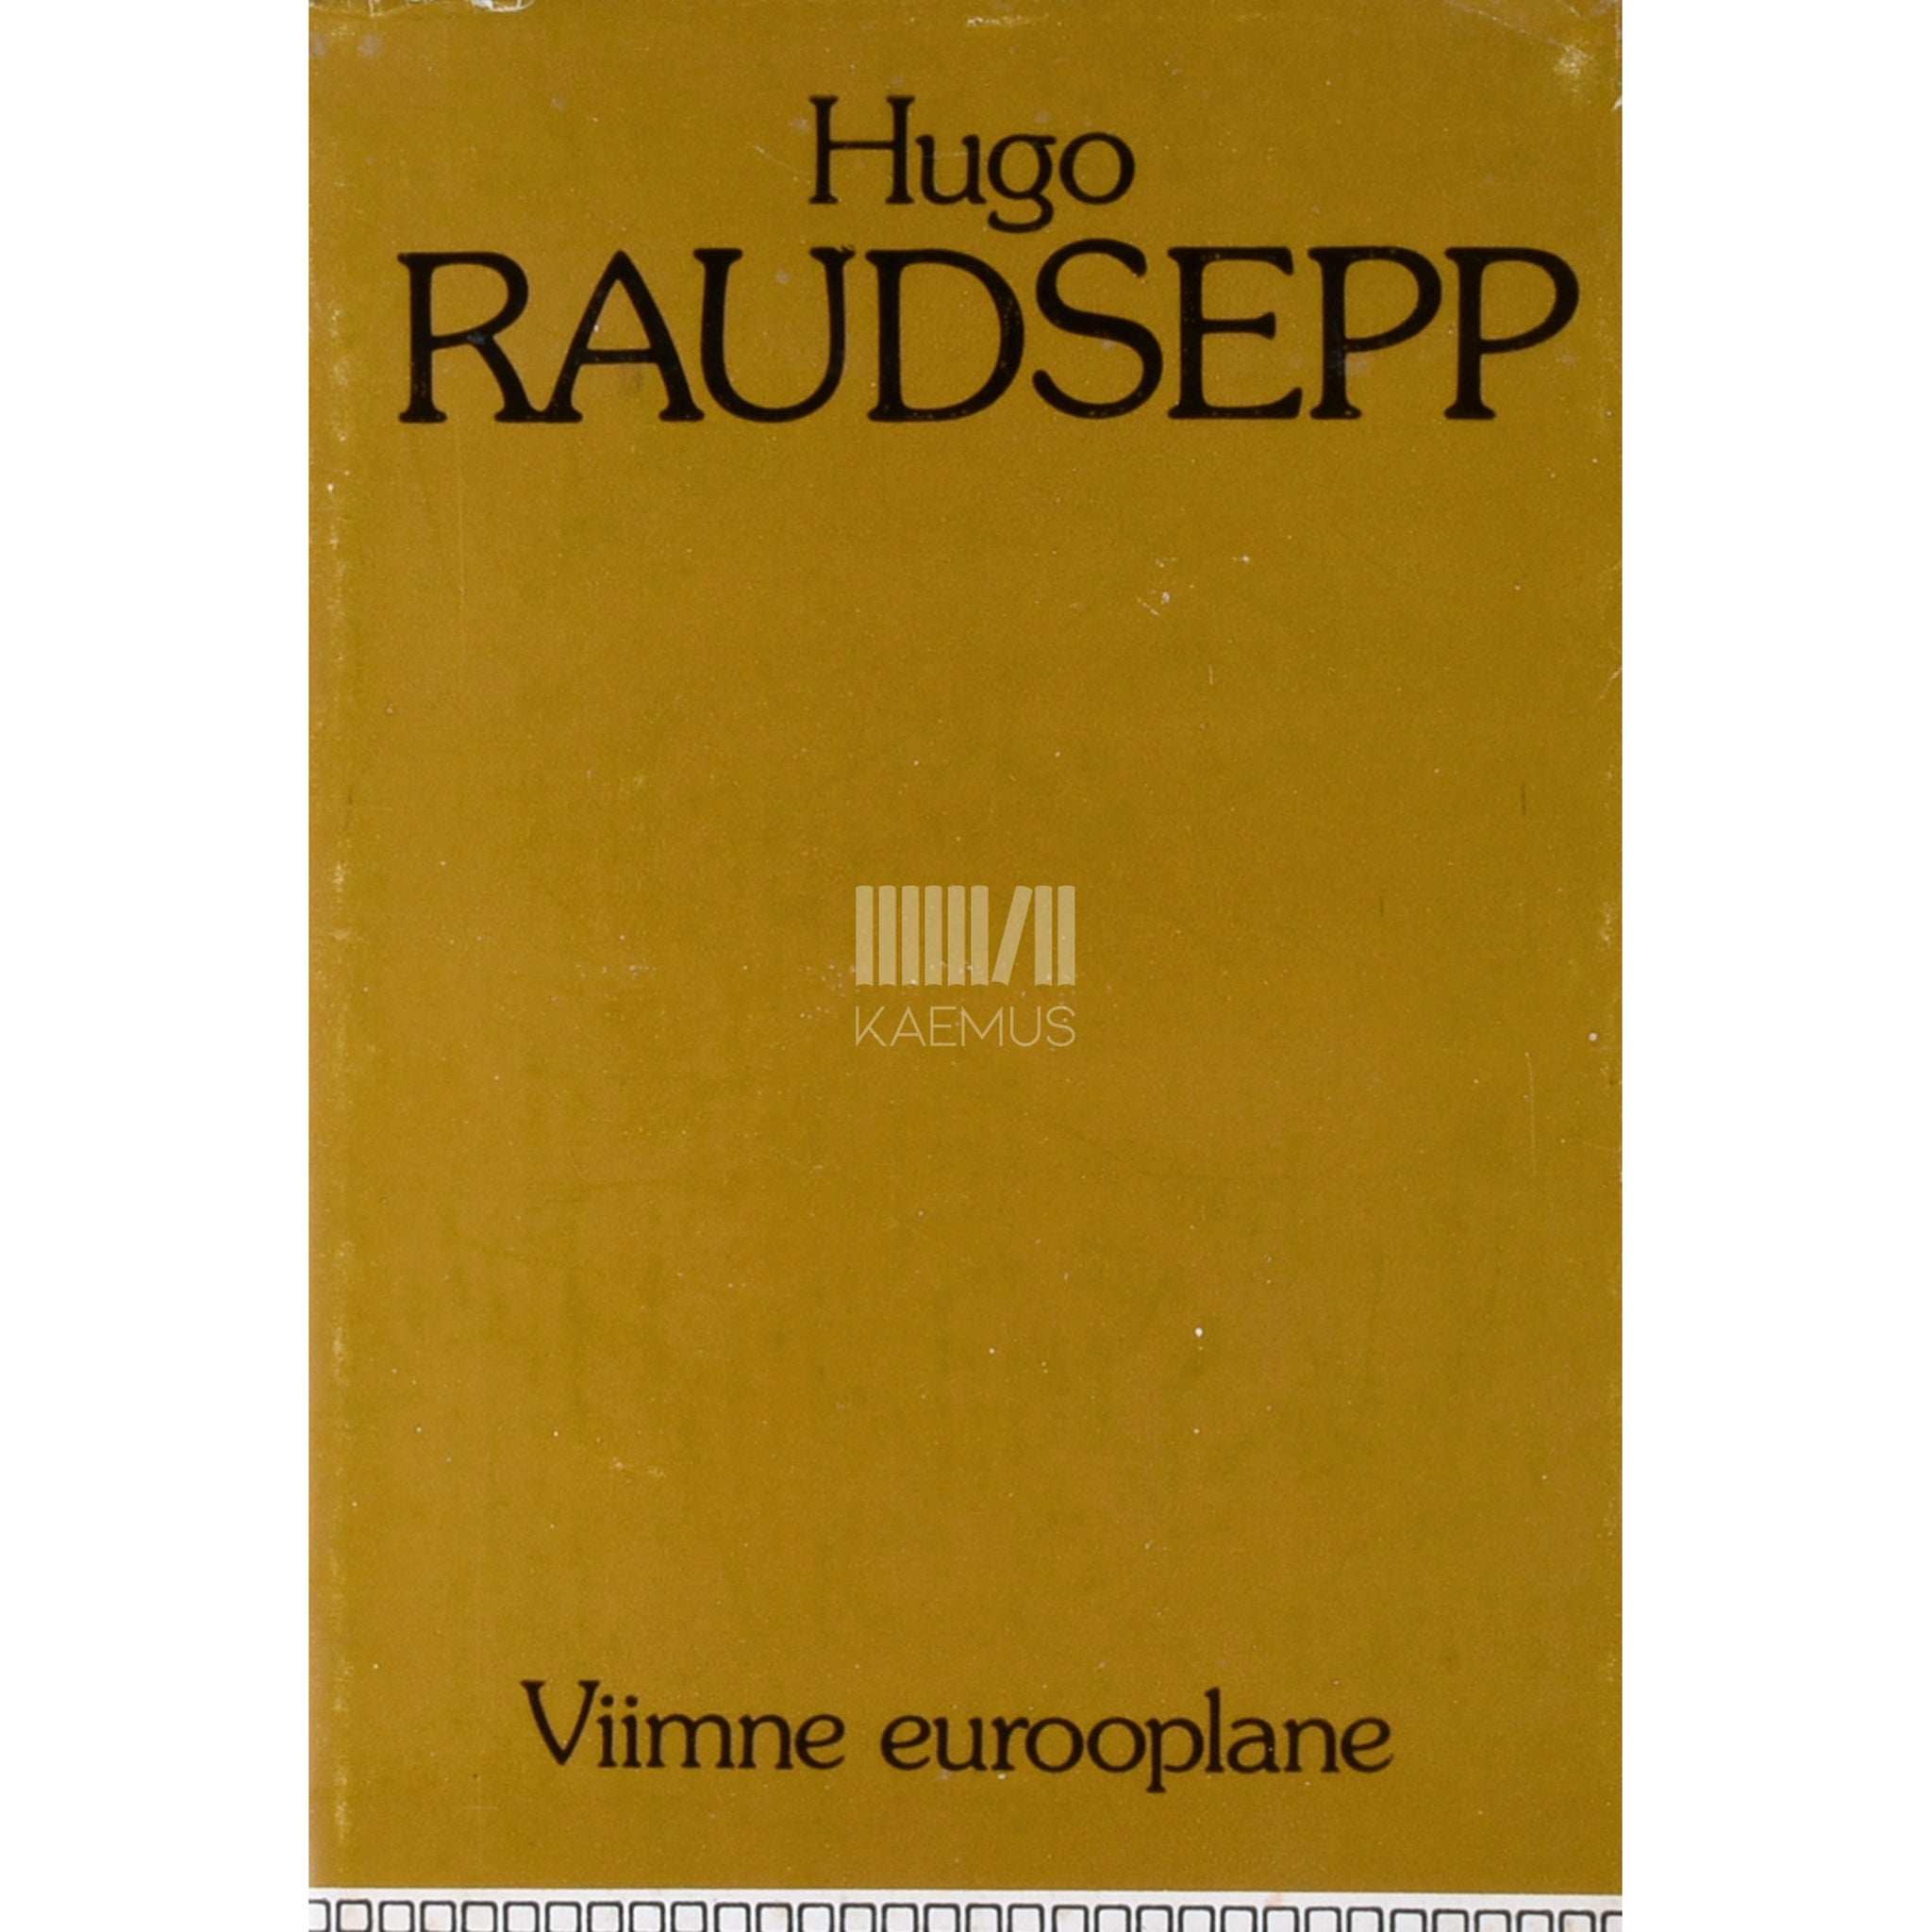 Hugo
RAUDSEPP
KAEMUS
Viimne eurooplane